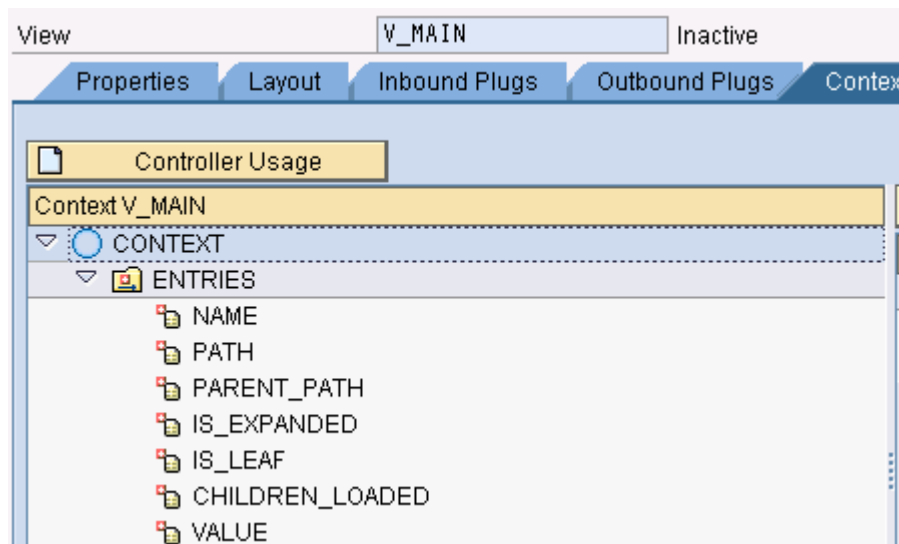 View V_MAIN Inactive
Properties Layout Inbound Plugs Outbound Plugs Contex
Controller Usage
Context V_MAIN
CONTEXT
ENTRIES
NAME
PATH
PARENT_PATH
IS_EXPANDED
IS_LEAF
CHILDREN_LOADED
VALUE